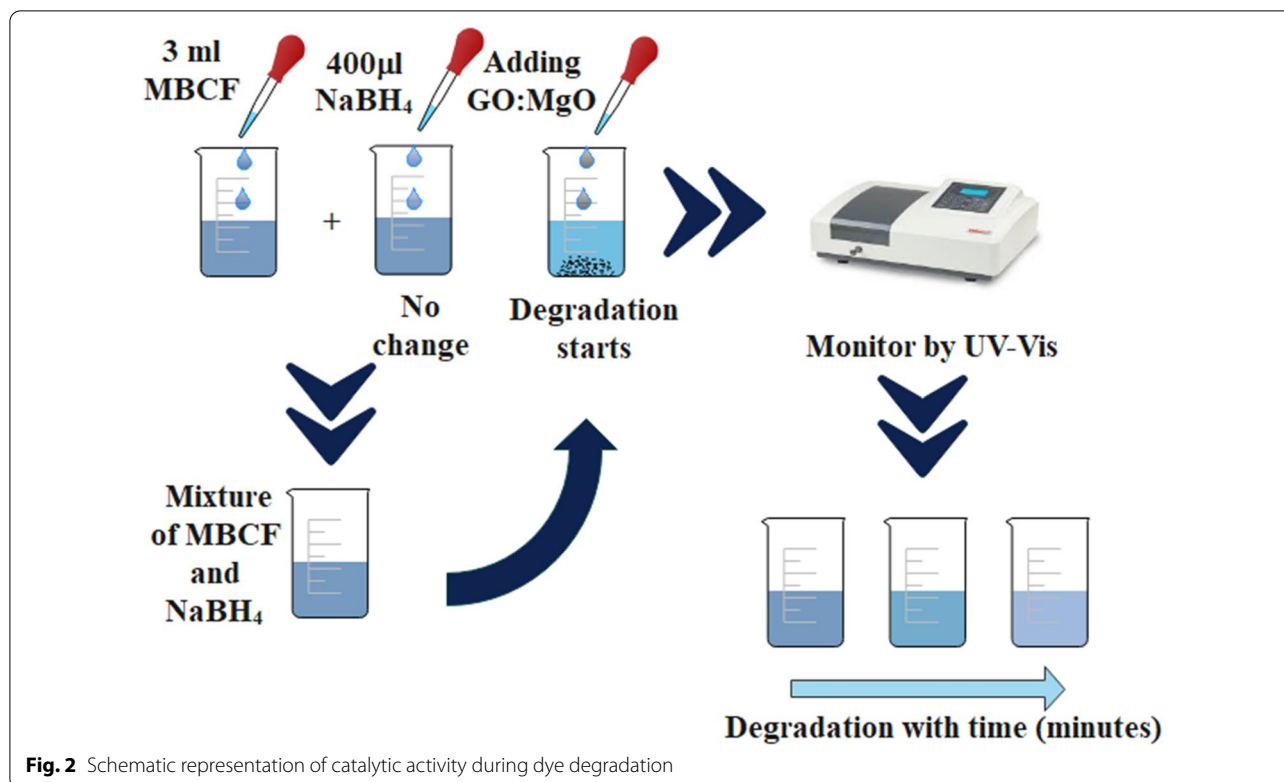 3 ml
MBCF
400µl
NaBH₄
Adding
GO:MgO
+
No
change
Degradation
starts
Monitor by UV-Vis
Mixture
of MBCF
and
NaBH₄
Degradation with time (minutes)
Fig. 2 Schematic representation of catalytic activity during dye degradation